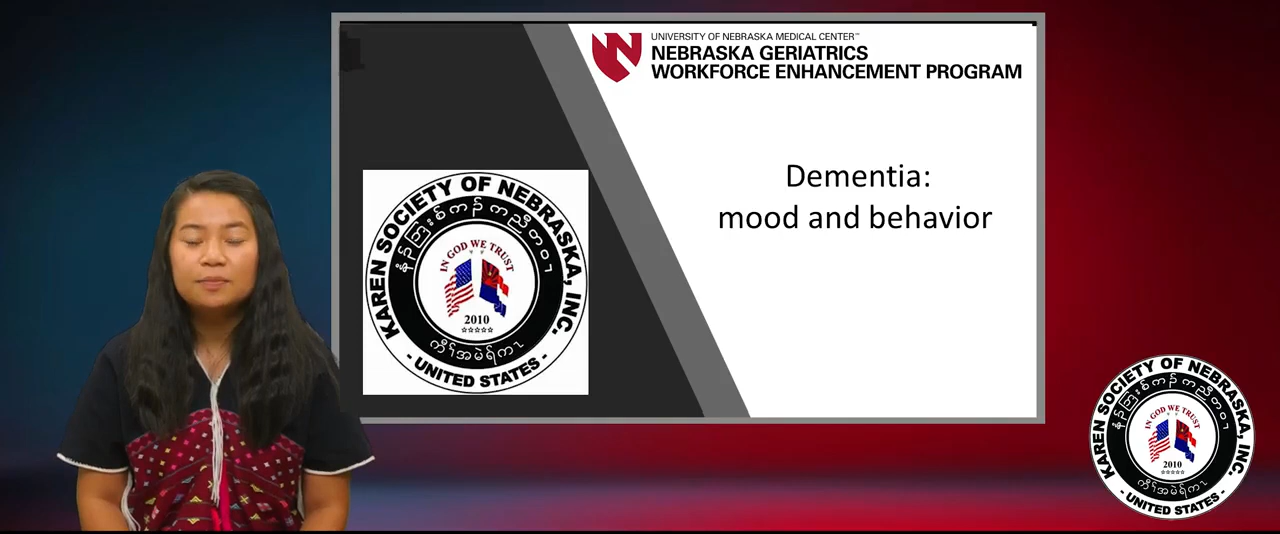 UNIVERSITY OF NEBRASKA MEDICAL CENTER™
NEBRASKA GERIATRICS
WORKFORCE ENHANCEMENT PROGRAM
Dementia:
mood and behavior
KAREN SOCIETY OF NEBRASKA, INC.
IN GOD WE TRUST
2010
- UNITED STATES -
KAREN SOCIETY OF NEBRASKA, INC.
IN GOD WE TRUST
2010
- UNITED STATES -